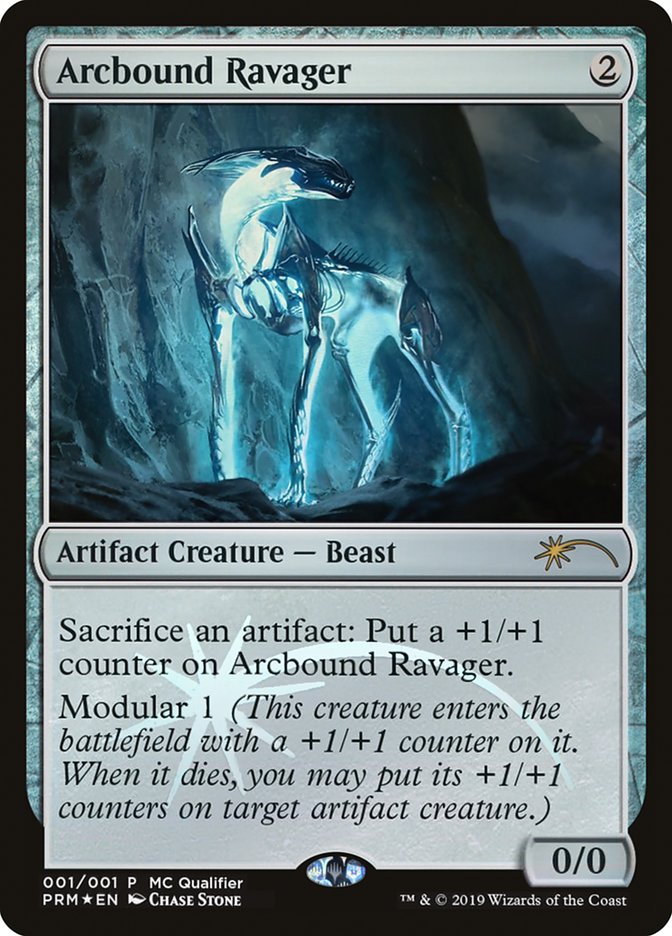 Arcbound Ravager 2
Artifact Creature — Beast
Sacrifice an artifact: Put a +1/+1
counter on Arcbound Ravager.
Modular 1 (This creature enters the
battlefield with a +1/+1 counter on it.
When it dies, you may put its +1/+1
counters on target artifact creature.)
0/0
001/001 P MC Qualifier
PRM★EN Chase Stone
™ & © 2019 Wizards of the Coast